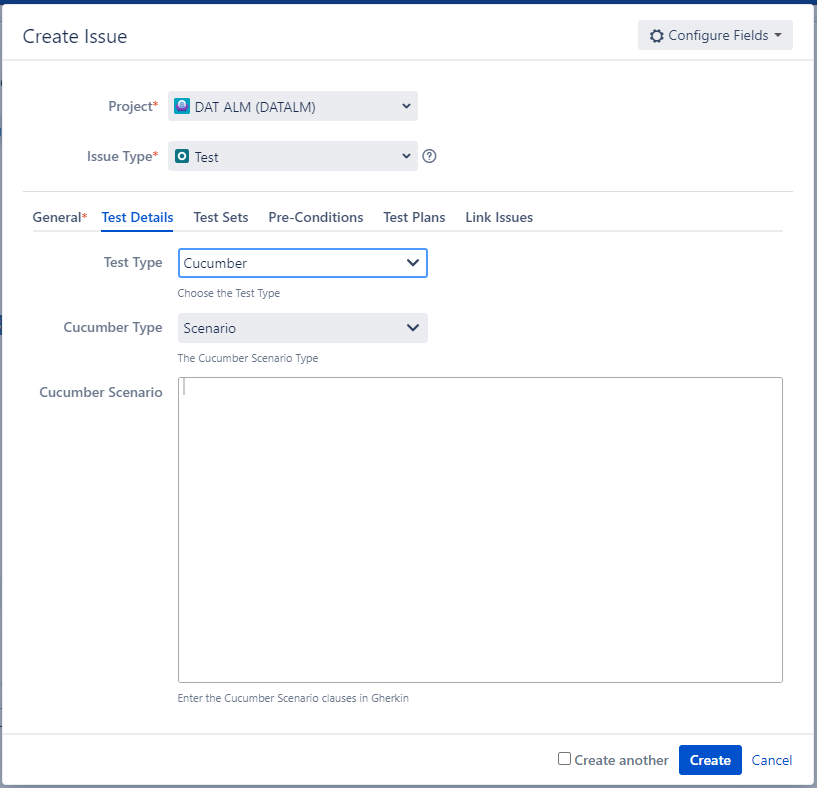 Create Issue
Configure Fields
Project*
DAT ALM (DATALM)
Issue Type*
Test
General* Test Details Test Sets Pre-Conditions Test Plans Link Issues
Test Type
Cucumber
Choose the Test Type
Cucumber Type
Scenario
The Cucumber Scenario Type
Cucumber Scenario
Enter the Cucumber Scenario clauses in Gherkin
Create another
Create
Cancel